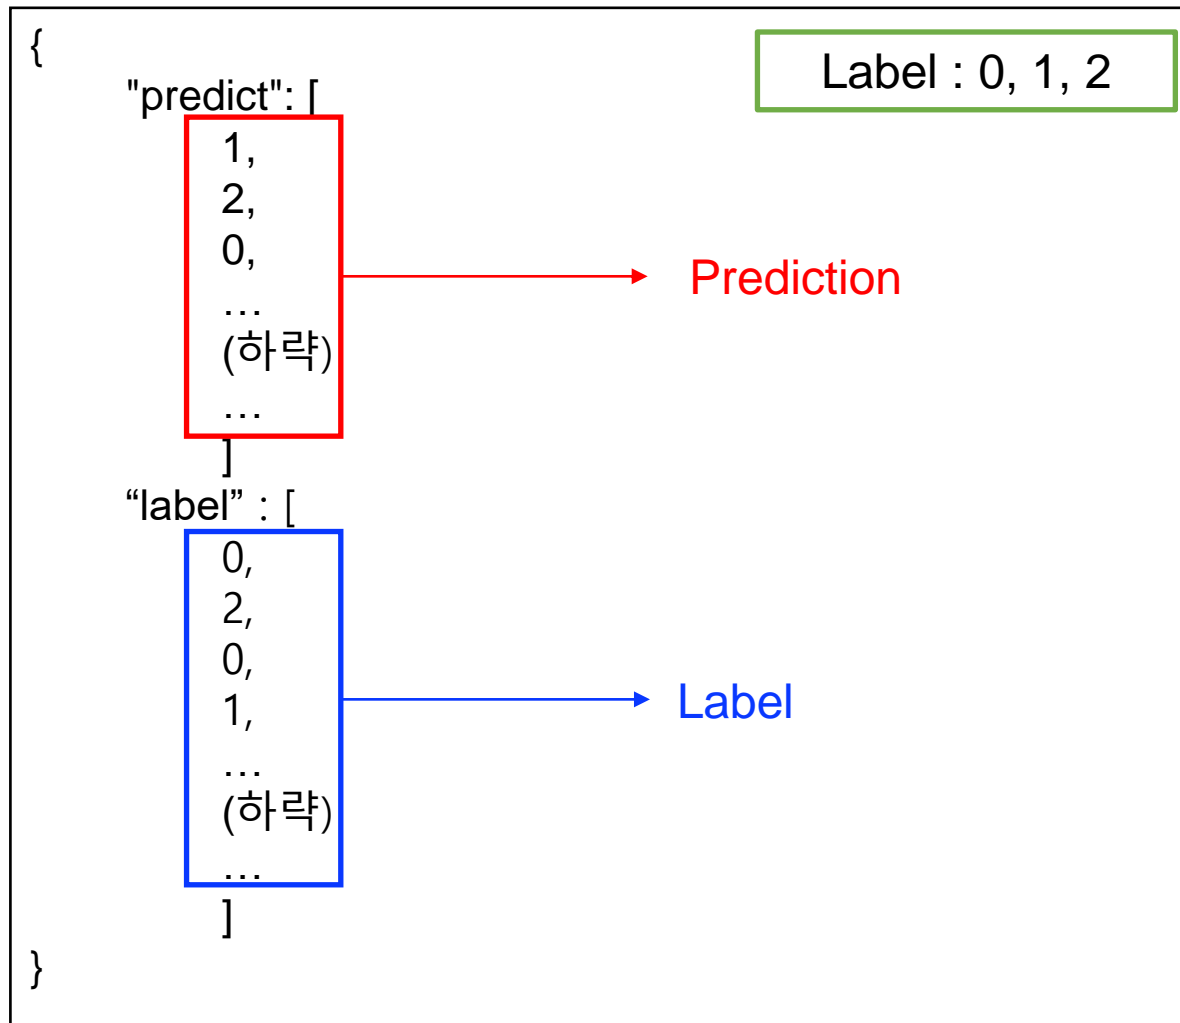 {
Label : 0, 1, 2
"predict": [
1,
2,
0,
…
(하략)
…
]
Prediction
“label” : [
0,
2,
0,
1,
…
(하략)
…
]
Label
}